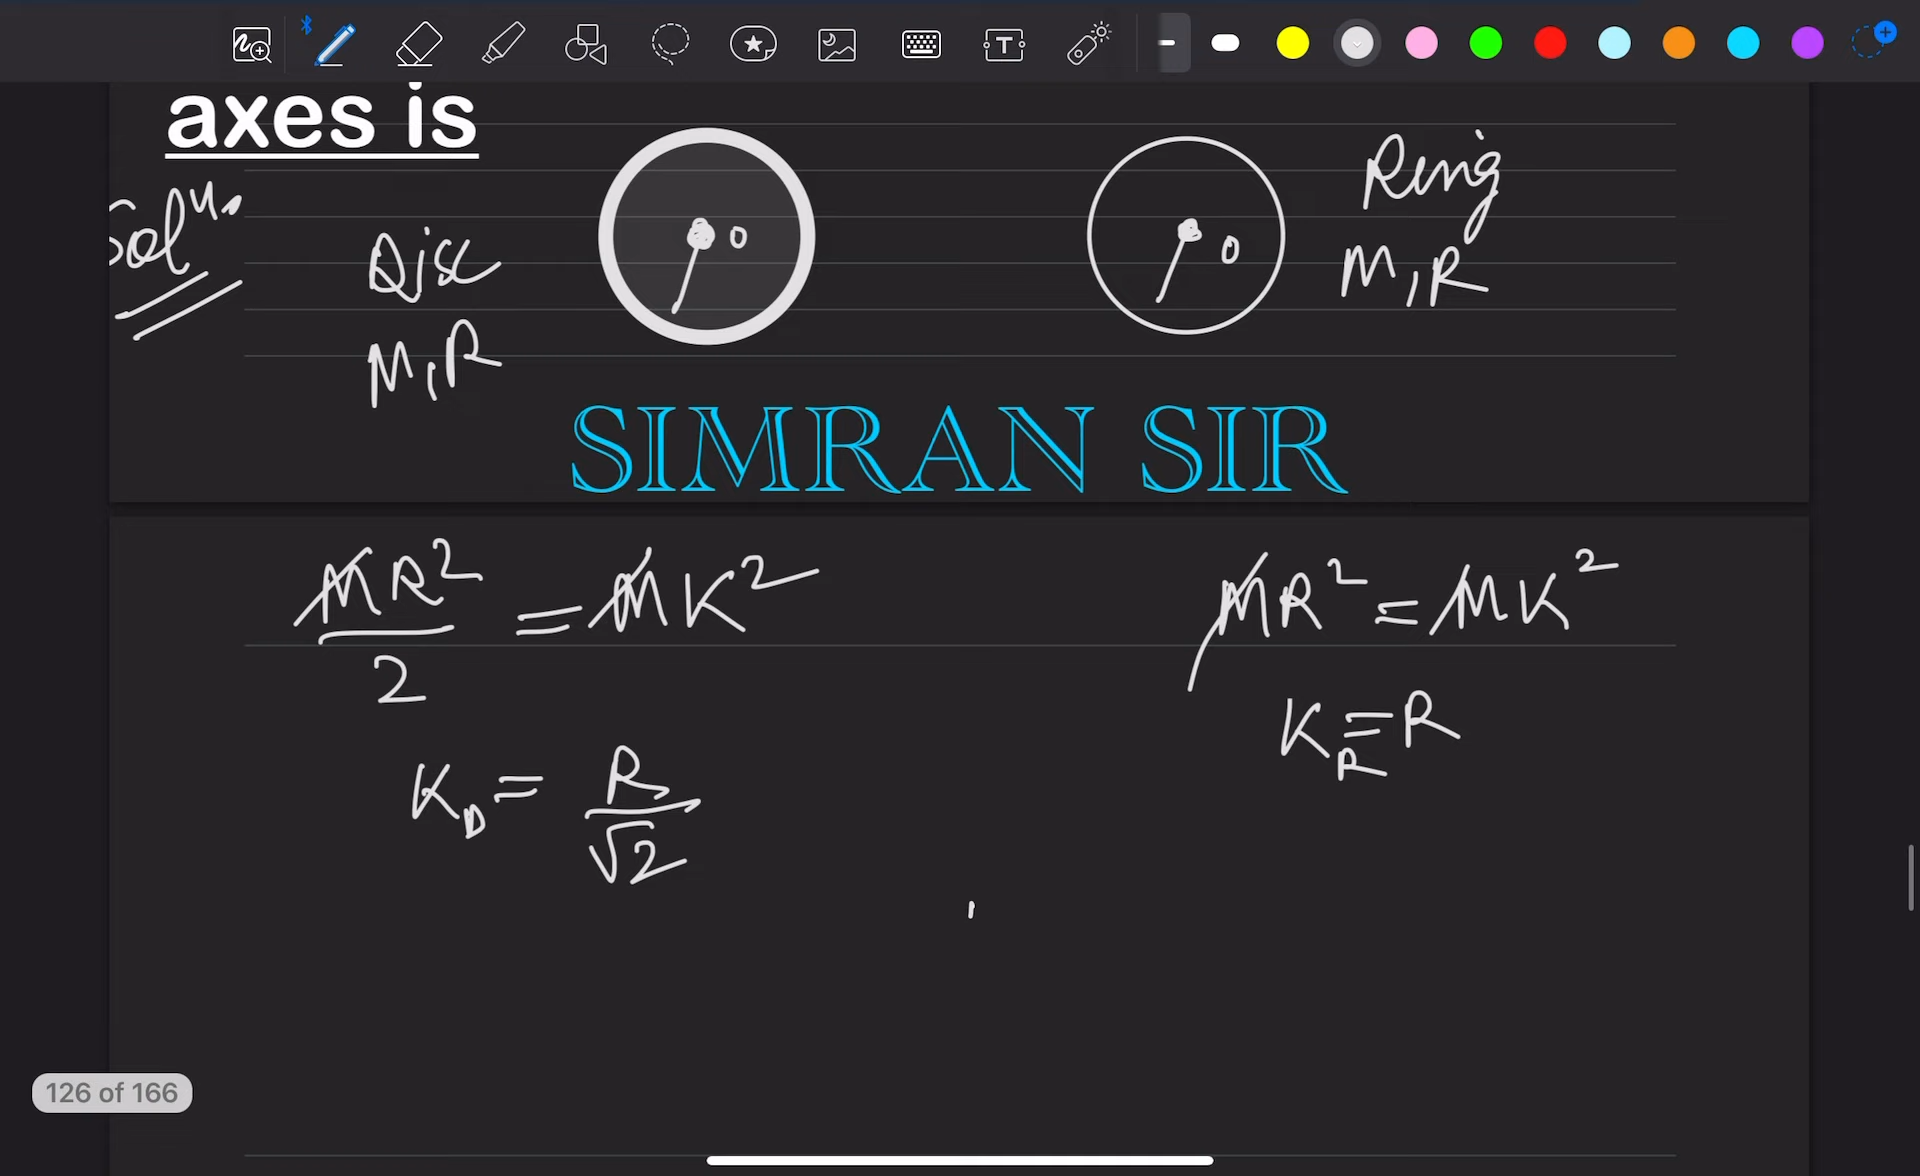 axes is
Solⁿ.
Disc
M,R
O
O
Ring
M,R
SIMRAN SIR
MR²/2 = MK²
MR² = MK²
K_R = R
K_D = R/√2
126 of 166